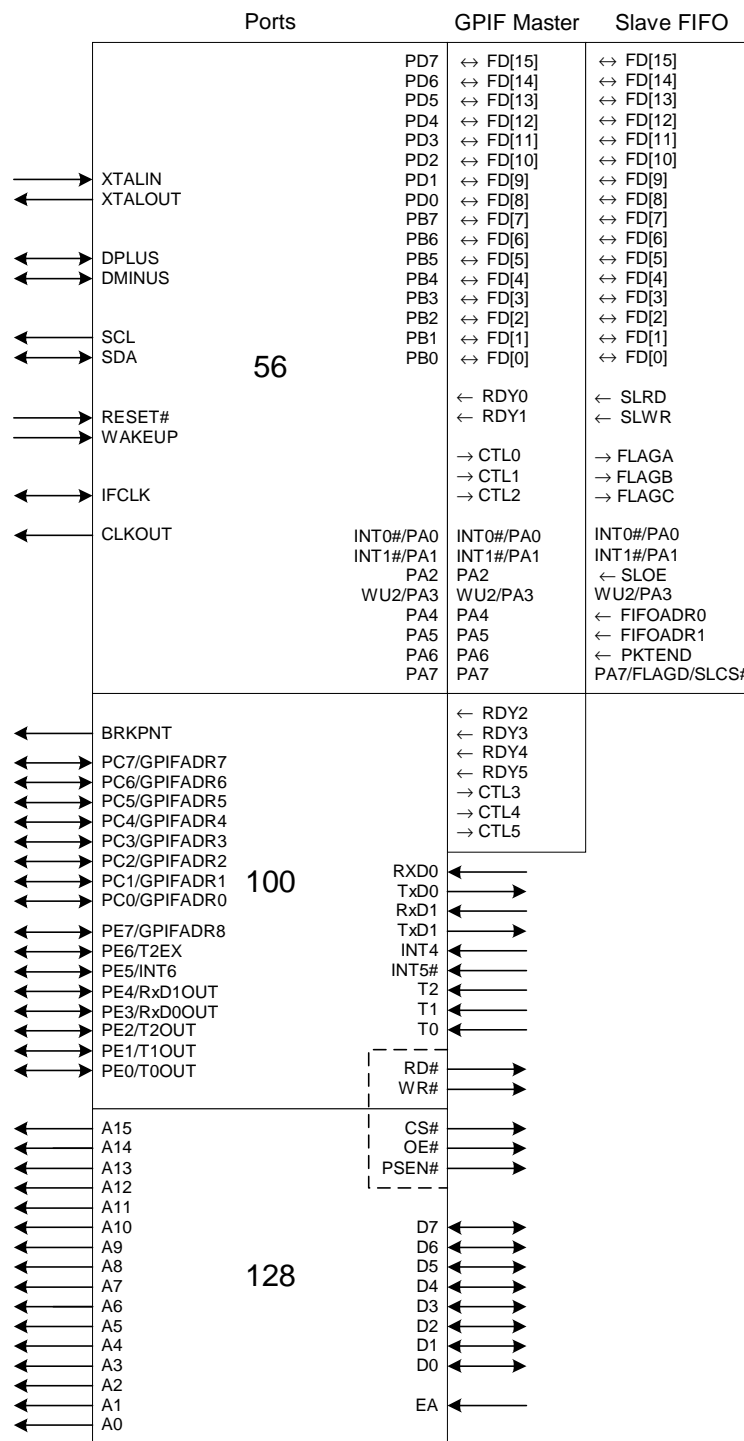 Ports GPIF Master Slave FIFO
PD7 ↔ FD[15] ↔ FD[15]
PD6 ↔ FD[14] ↔ FD[14]
PD5 ↔ FD[13] ↔ FD[13]
PD4 ↔ FD[12] ↔ FD[12]
PD3 ↔ FD[11] ↔ FD[11]
PD2 ↔ FD[10] ↔ FD[10]
XTALIN PD1 ↔ FD[9] ↔ FD[9]
XTALOUT PD0 ↔ FD[8] ↔ FD[8]
PB7 ↔ FD[7] ↔ FD[7]
PB6 ↔ FD[6] ↔ FD[6]
DPLUS PB5 ↔ FD[5] ↔ FD[5]
DMINUS PB4 ↔ FD[4] ↔ FD[4]
PB3 ↔ FD[3] ↔ FD[3]
PB2 ↔ FD[2] ↔ FD[2]
SCL PB1 ↔ FD[1] ↔ FD[1]
SDA PB0 ↔ FD[0] ↔ FD[0]
56
← RDY0 ← SLRD
RESET# ← RDY1 ← SLWR
WAKEUP
→ CTL0 → FLAGA
→ CTL1 → FLAGB
IFCLK → CTL2 → FLAGC
CLKOUT INT0#/PA0 INT0#/PA0 INT0#/PA0
INT1#/PA1 INT1#/PA1 INT1#/PA1
PA2 PA2 ← SLOE
WU2/PA3 WU2/PA3 WU2/PA3
PA4 PA4 ← FIFOADR0
PA5 PA5 ← FIFOADR1
PA6 PA6 ← PKTEND
PA7 PA7 PA7/FLAGD/SLCS#
← RDY2
BRKPNT ← RDY3
← RDY4
PC7/GPIFADR7 ← RDY5
PC6/GPIFADR6 → CTL3
PC5/GPIFADR5 → CTL4
PC4/GPIFADR4 → CTL5
PC3/GPIFADR3
PC2/GPIFADR2 RXD0
PC1/GPIFADR1 TxD0
100
PC0/GPIFADR0 RxD1
PE7/GPIFADR8 TxD1
PE6/T2EX INT4
PE5/INT6 INT5#
PE4/RxD1OUT T2
PE3/RxD0OUT T1
PE2/T2OUT T0
PE1/T1OUT
PE0/T0OUT RD#
WR#
A15 CS#
A14 OE#
A13 PSEN#
A12
A11
A10 D7
A9 D6
A8 D5
128
A7 D4
A6 D3
A5 D2
A4 D1
A3 D0
A2
A1 EA
A0